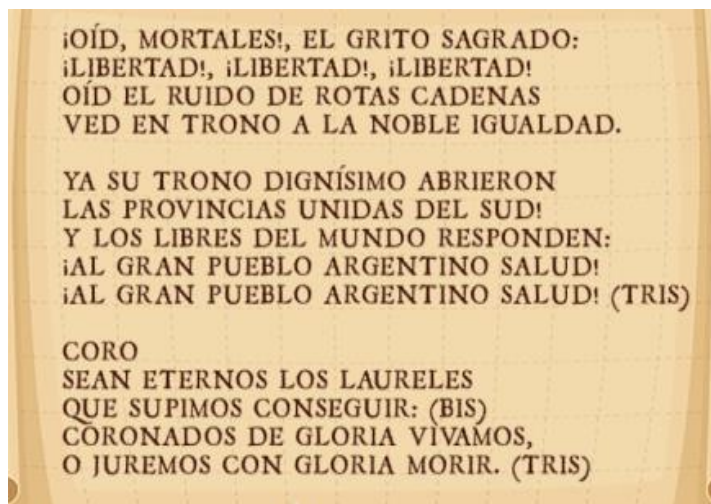 ¡OÍD, MORTALES!, EL GRITO SAGRADO:
¡LIBERTAD!, ¡LIBERTAD!, ¡LIBERTAD!
OÍD EL RUIDO DE ROTAS CADENAS
VED EN TRONO A LA NOBLE IGUALDAD.

YA SU TRONO DIGNÍSIMO ABRIERON
LAS PROVINCIAS UNIDAS DEL SUD!
Y LOS LIBRES DEL MUNDO RESPONDEN:
¡AL GRAN PUEBLO ARGENTINO SALUD!
¡AL GRAN PUEBLO ARGENTINO SALUD! (TRIS)

CORO
SEAN ETERNOS LOS LAURELES
QUE SUPIMOS CONSEGUIR: (BIS)
CORONADOS DE GLORIA VIVAMOS,
O JUREMOS CON GLORIA MORIR. (TRIS)